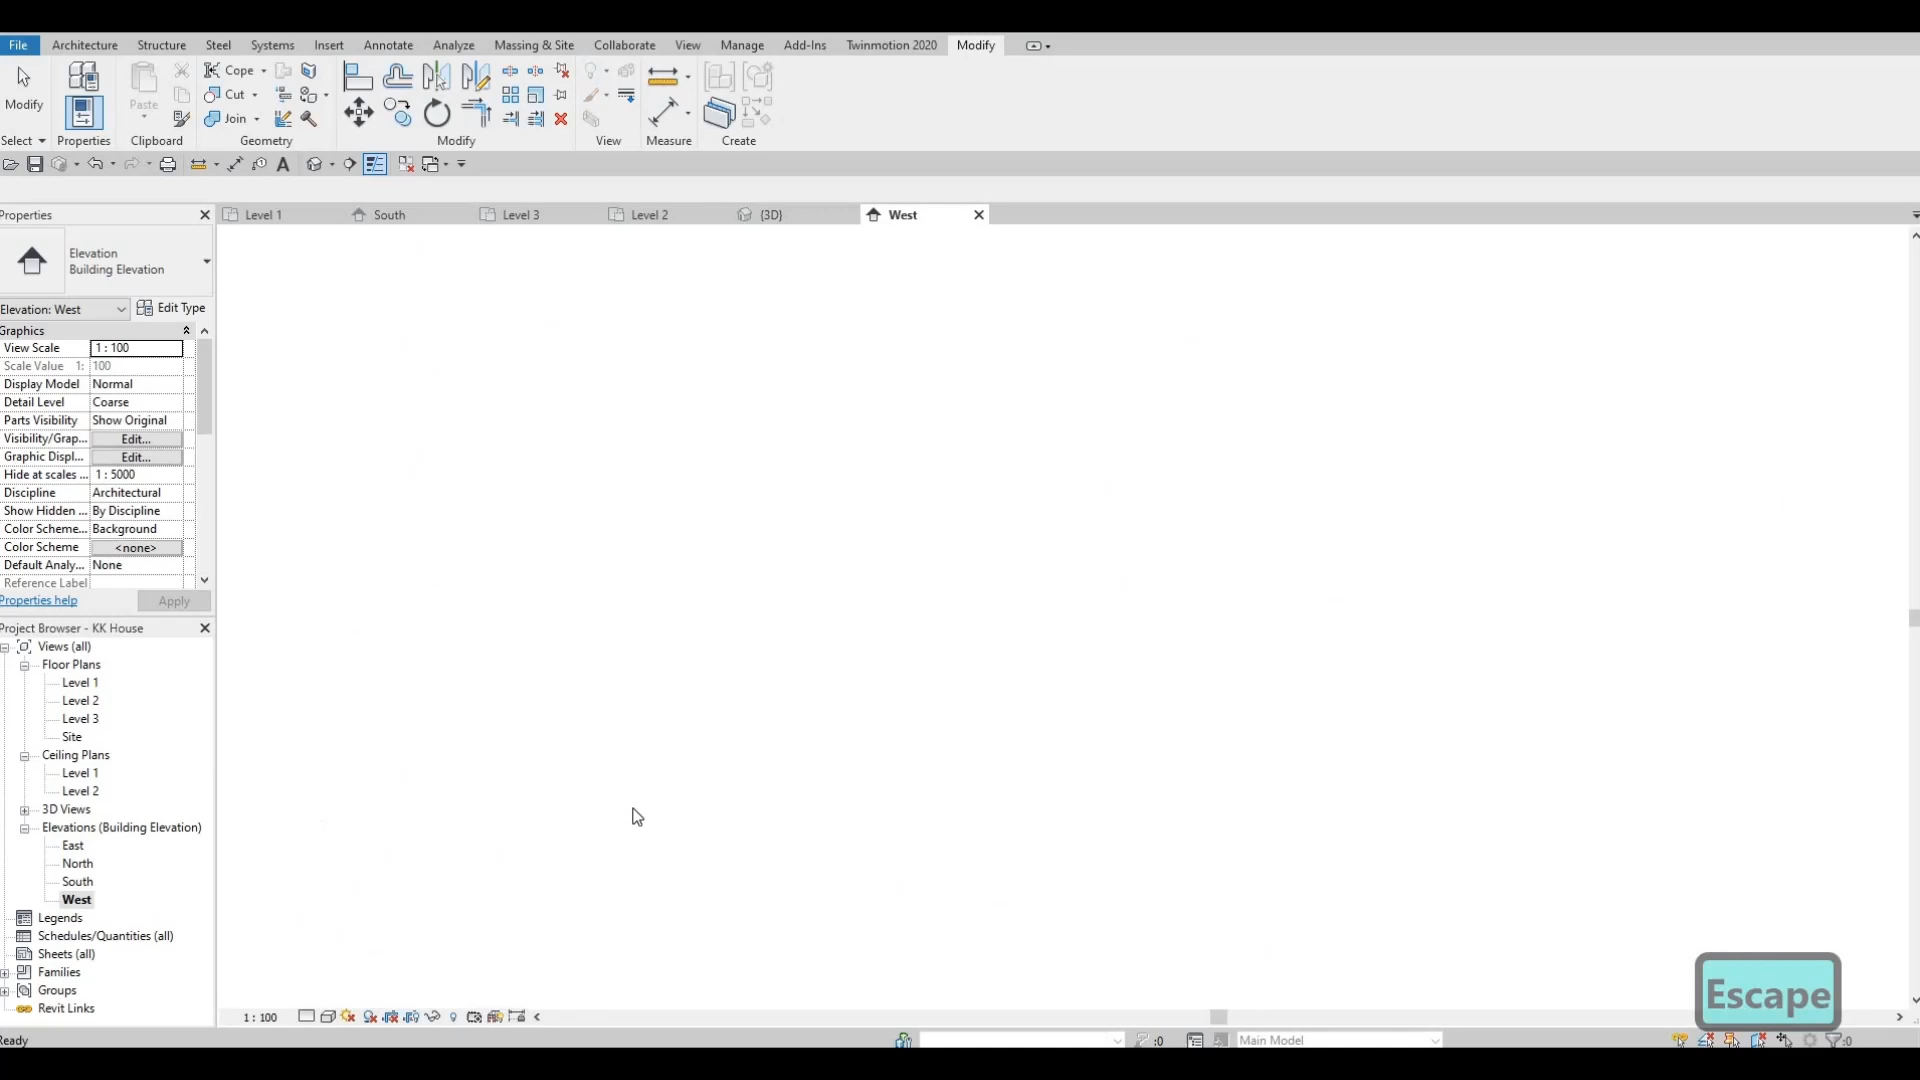 File Architecture Structure Steel Systems Insert Annotate Analyze Massing & Site Collaborate View Manage Add-Ins Twinmotion 2020 Modify
Cope
Cut
Join
Modify
Paste
Select Properties Clipboard Geometry Modify View Measure Create
Properties
Level 1 South Level 3 Level 2 {3D} West
Elevation
Building Elevation
Elevation: West Edit Type
Graphics
View Scale 1 : 100
Scale Value 1: 100
Display Model Normal
Detail Level Coarse
Parts Visibility Show Original
Visibility/Grap... Edit...
Graphic Displ... Edit...
Hide at scales ... 1 : 5000
Discipline Architectural
Show Hidden ... By Discipline
Color Scheme... Background
Color Scheme <none>
Default Analy... None
Reference Label
Properties help Apply
Project Browser - KK House
Views (all)
Floor Plans
Level 1
Level 2
Level 3
Site
Ceiling Plans
Level 1
Level 2
3D Views
Elevations (Building Elevation)
East
North
South
West
Legends
Schedules/Quantities (all)
Sheets (all)
Families
Groups
Revit Links
1 : 100
Escape
Ready :0 Main Model :0